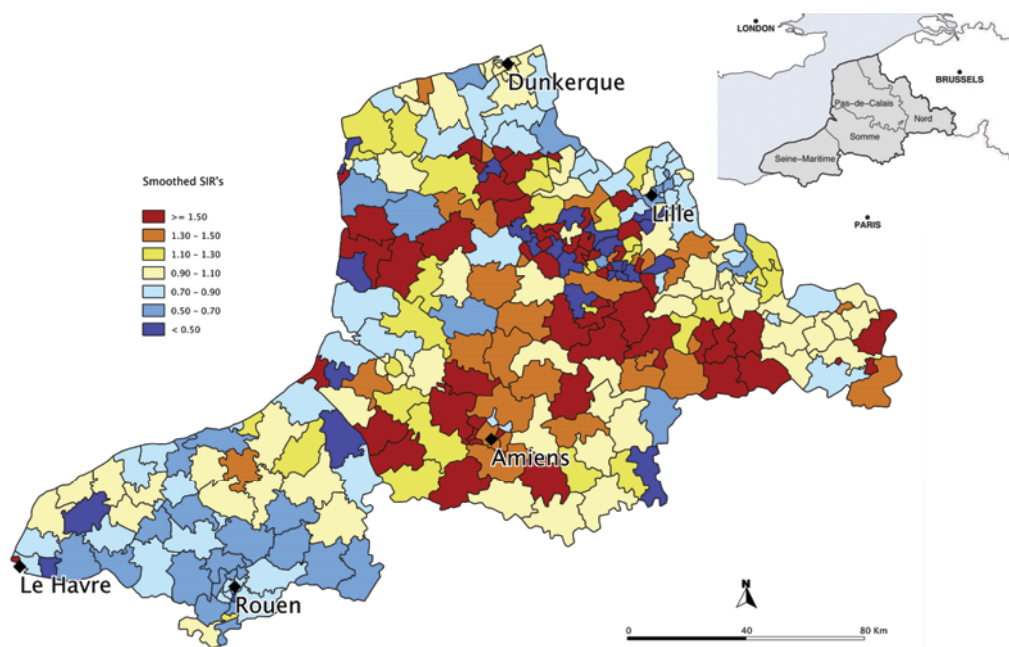 LONDON
BRUSSELS
Pas-de-Calais
Nord
Somme
Seine-Maritime
PARIS
Dunkerque
Lille
Smoothed SIR's
>= 1.50
1.30 - 1.50
1.10 - 1.30
0.90 - 1.10
0.70 - 0.90
0.50 - 0.70
< 0.50
Amiens
Le Havre
Rouen
N
0 40 80 Km